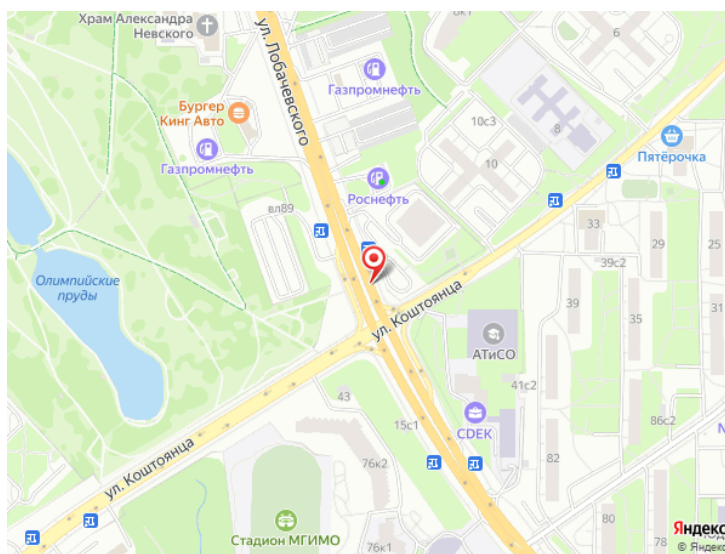 Храм Александра
Невского
6к1
6
ул. Лобачевского
Газпромнефть
Бургер
Кинг Авто
10с3
8
Пятёрочка
Газпромнефть
10
Роснефть
вл89
33
29
Олимпийские
пруды
39с2
39
35
31
ул. Коштоянца
АТиСО
41с2
43
15с1
CDEK
86с2
80
82
N
ул. Коштоянца
76к2
Стадион МГИМО
76к1
78
Яндекс
© Яндекс